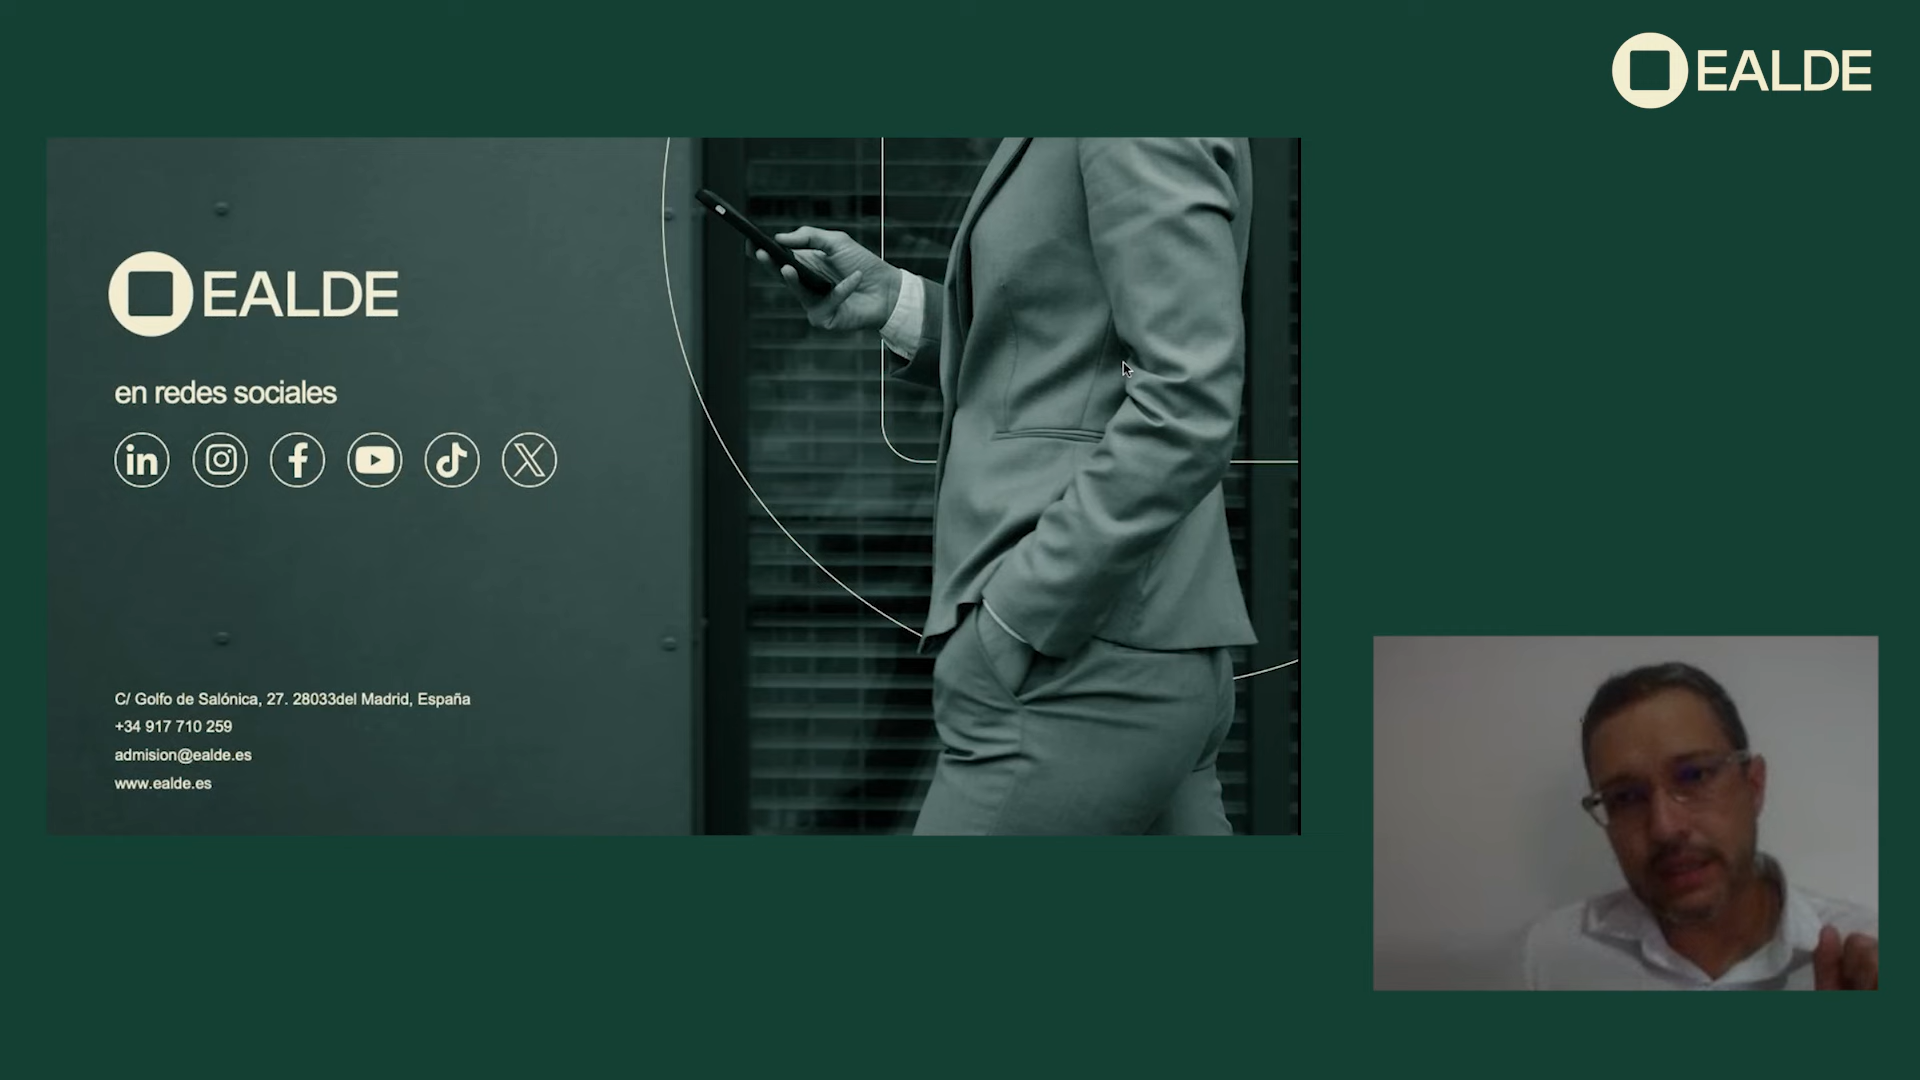 EALDE
EALDE
en redes sociales
C/ Golfo de Salónica, 27. 28033del Madrid, España
+34 917 710 259
admision@ealde.es
www.ealde.es